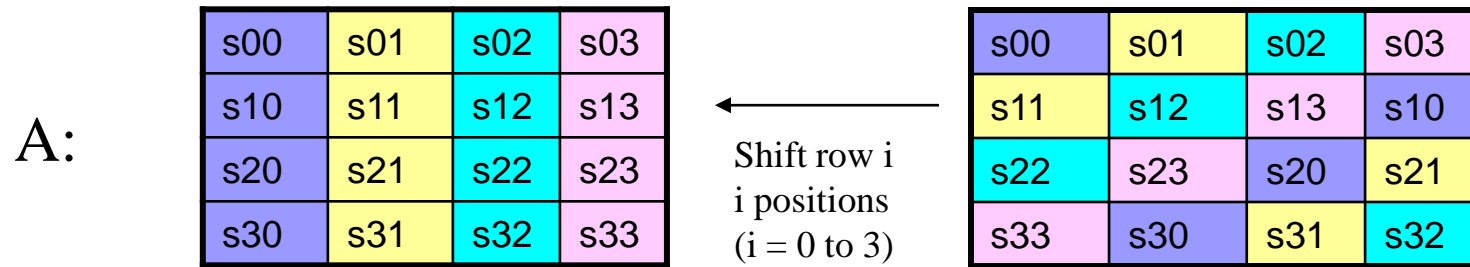 A:
s00 s01 s02 s03
s10 s11 s12 s13
s20 s21 s22 s23
s30 s31 s32 s33
Shift row i
i positions
(i = 0 to 3)
s00 s01 s02 s03
s11 s12 s13 s10
s22 s23 s20 s21
s33 s30 s31 s32